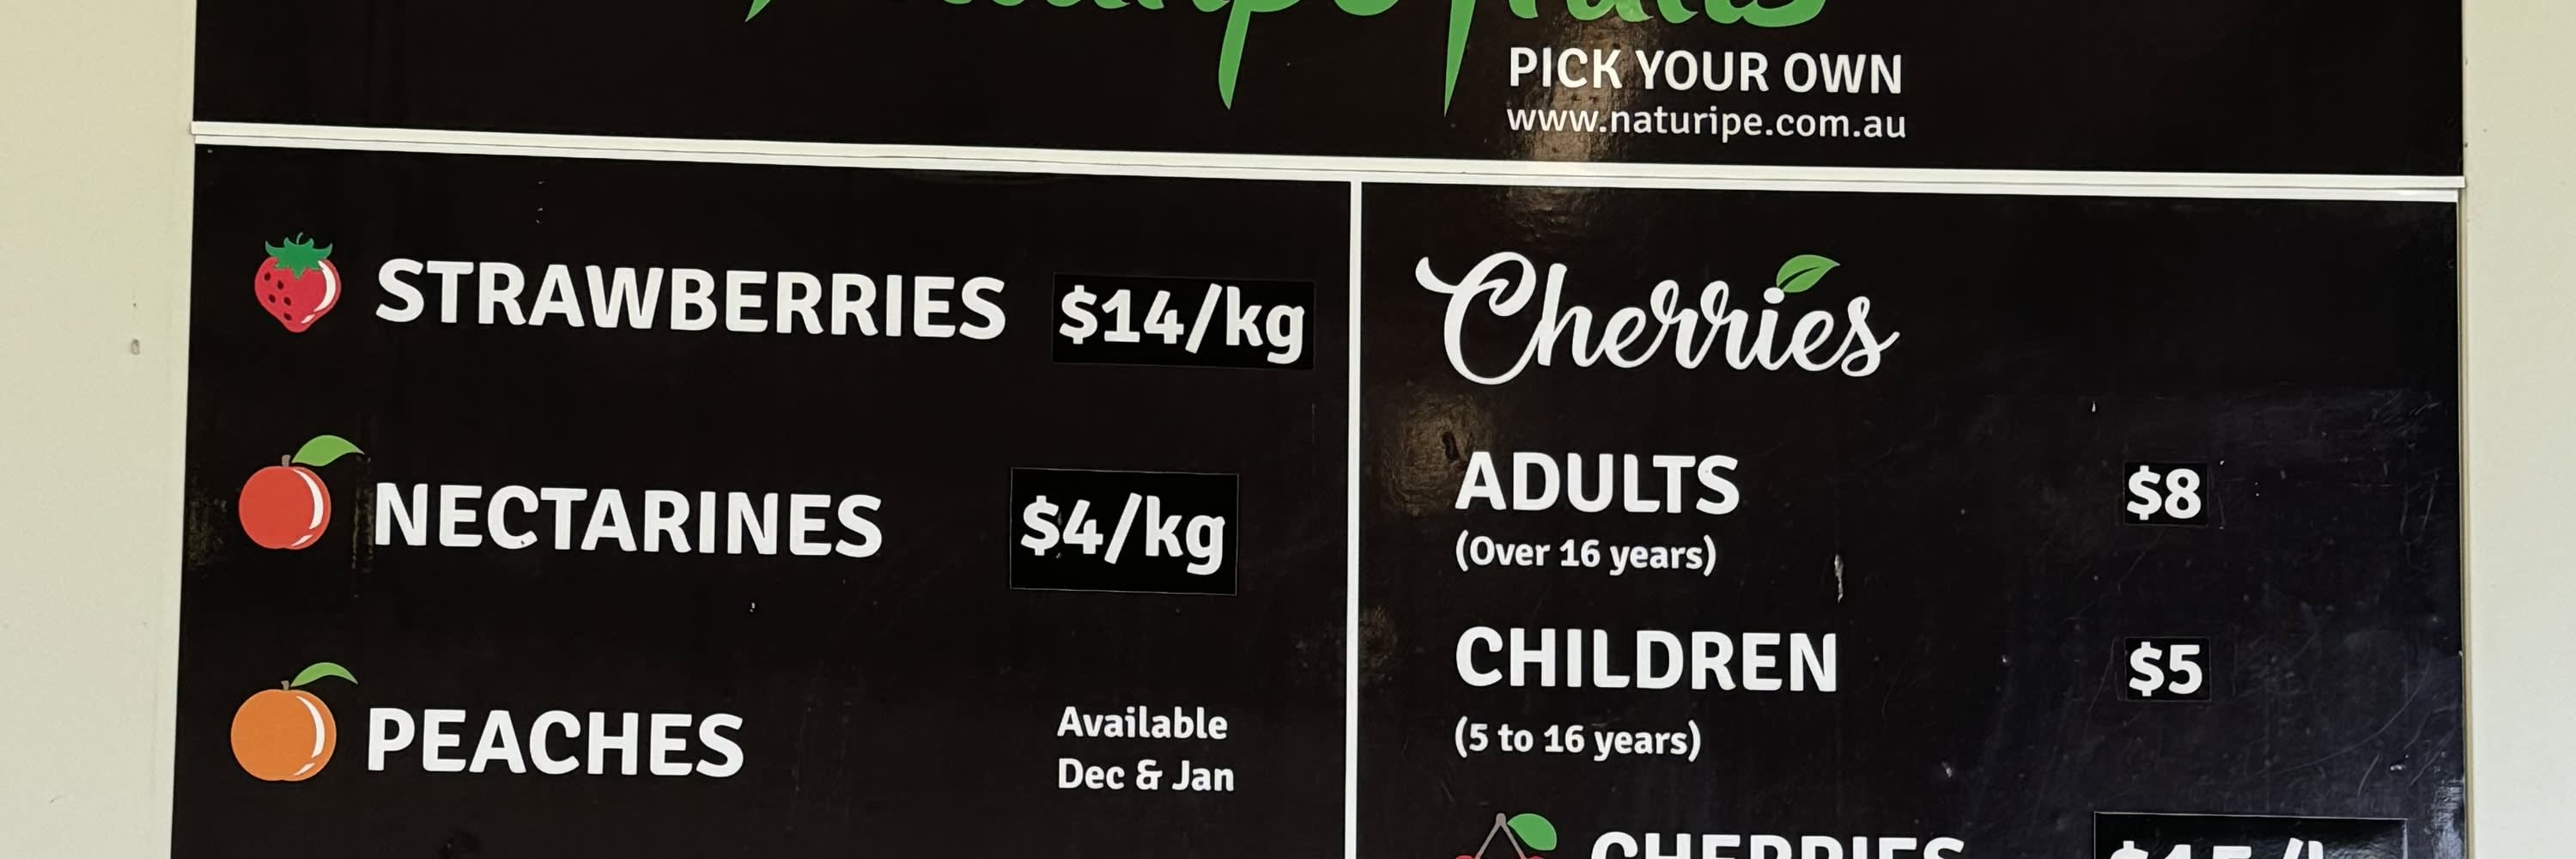 PICK YOUR OWN
www.naturipe.com.au
STRAWBERRIES $14/kg
NECTARINES $4/kg
PEACHES Available
Dec & Jan
Cherries
ADULTS $8
(Over 16 years)
CHILDREN $5
(5 to 16 years)
CHERRIES